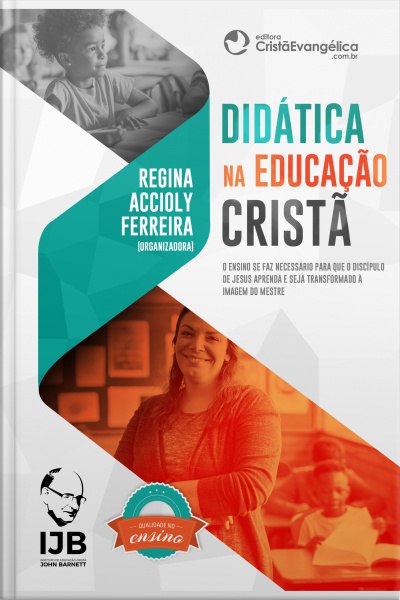 editora
CristãEvangélica
.com.br
DIDÁTICA
NA EDUCAÇÃO
CRISTÃ
O ENSINO SE FAZ NECESSÁRIO PARA QUE O DISCÍPULO
DE JESUS APRENDA E SEJA TRANSFORMADO À
IMAGEM DO MESTRE
REGINA
ACCIOLY
FERREIRA
(ORGANIZADORA)
IJB
JOHN BARNETT
QUALIDADE NO
ensino